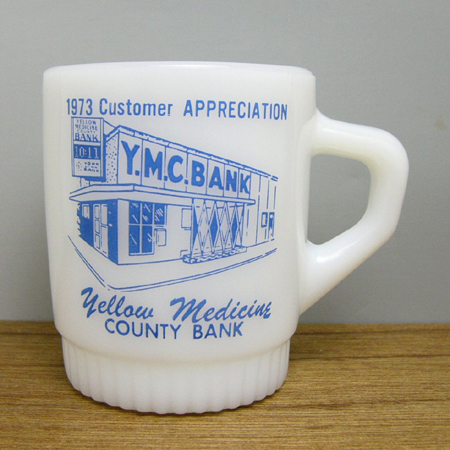 1973 Customer APPRECIATION
YELLOW
MEDICINE
COUNTY
BANK
10:11
Y.M.C.BANK
Yellow Medicine
COUNTY BANK